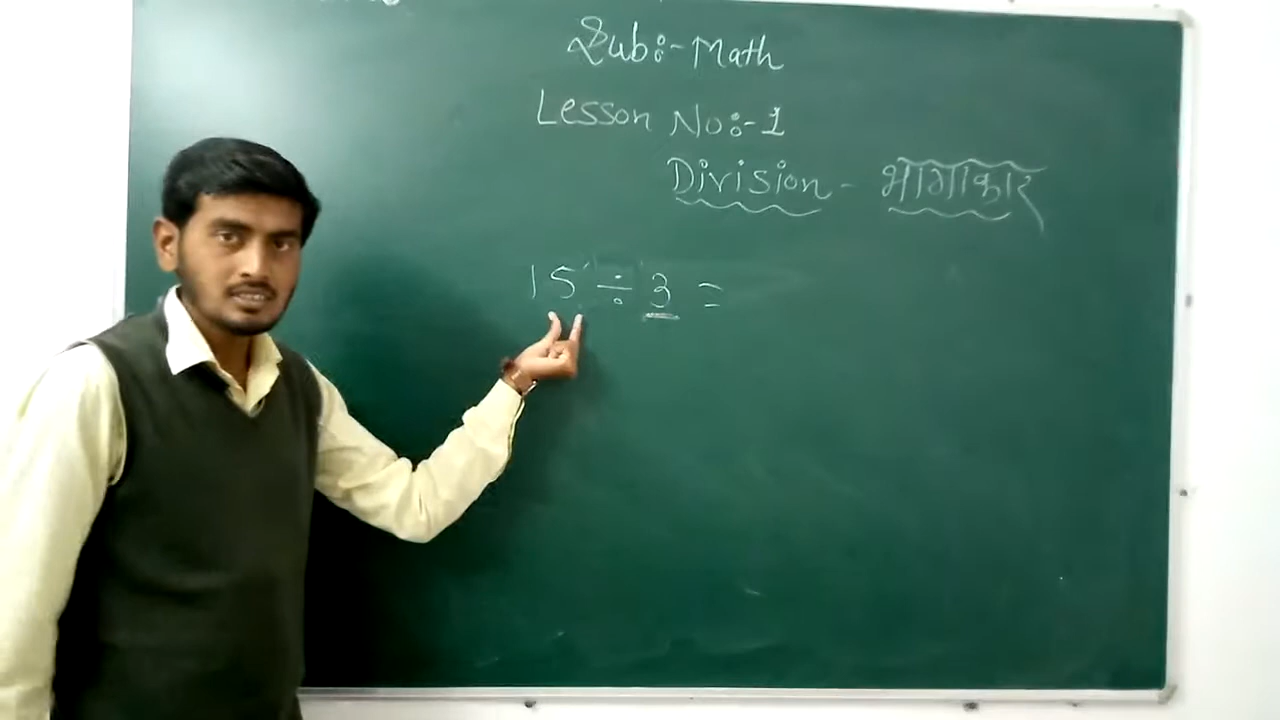 Sub:- Math
Lesson No:- 1
Division - भागाकार
15 ÷ 3 =